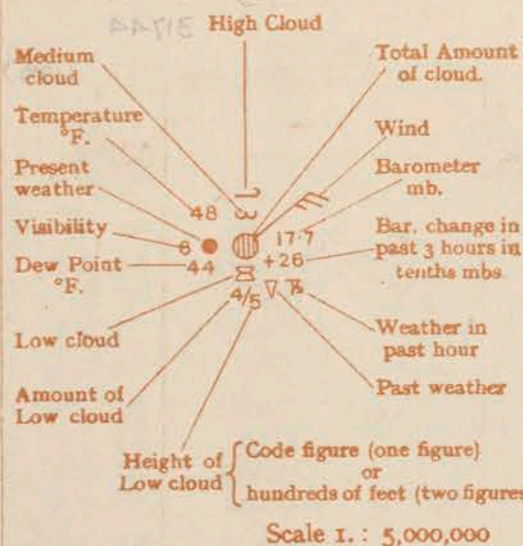 31744
High Cloud
Medium cloud
Total Amount of cloud.
Temperature °F.
Wind
Present weather
Barometer mb.
48
Visibility
6
17.7
Bar. change in past 3 hours in tenths mbs
Dew Point °F.
44
+26
4/5
Low cloud
Weather in past hour
Amount of Low cloud
Past weather
Height of Low cloud
Code figure (one figure)
or
hundreds of feet (two figures
Scale 1. : 5,000,000